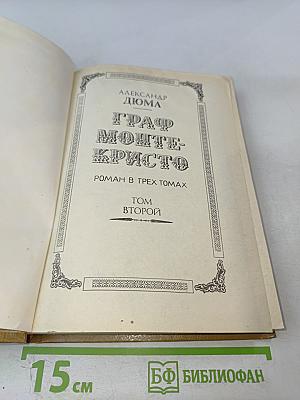 АЛЕКСАНДР
ДЮМА
ГРАФ
МОНТЕ-
КРИСТО
РОМАН В ТРЕХ ТОМАХ
ТОМ
ВТОРОЙ
15 см
БФ БИБЛИОФАН